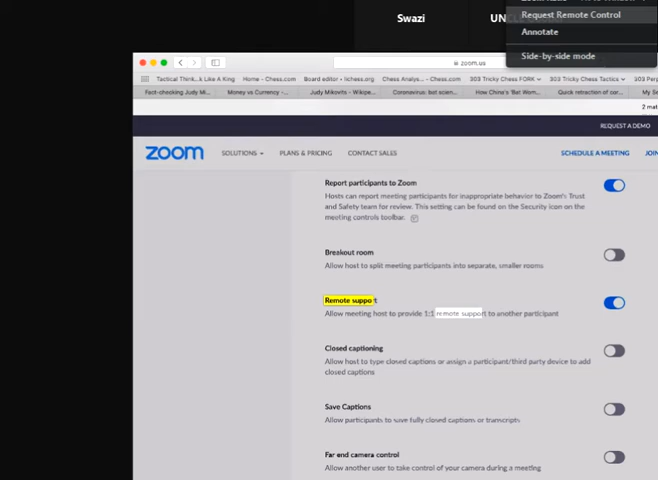 Swazi
Request Remote Control
Annotate
Side-by-side mode
zoom.us
Tactical Think...k Like A King
Home - Chess.com
Board editor • lichess.org
Chess Analys... - Chess.com
303 Tricky Chess FORK
303 Tricky Chess Tactics
Fact-checking Judy Mi...
Money vs Currency -...
Judy Mikovits - Wikipe...
Coronavirus: bat scien...
How China's 'Bat Wom...
Quick retraction of cor...
REQUEST A DEMO
ZOOM
SOLUTIONS
PLANS & PRICING
CONTACT SALES
SCHEDULE A MEETING
Report participants to Zoom
Hosts can report meeting participants for inappropriate behavior to Zoom's Trust
and Safety team for review. This setting can be found on the Security icon on the
meeting controls toolbar.
Breakout room
Allow host to split meeting participants into separate, smaller rooms
Remote support
Allow meeting host to provide 1:1 remote support to another participant
Closed captioning
Allow host to type closed captions or assign a participant/third party device to add
closed captions
Save Captions
Allow participants to save fully closed captions or transcripts
Far end camera control
Allow another user to take control of your camera during a meeting